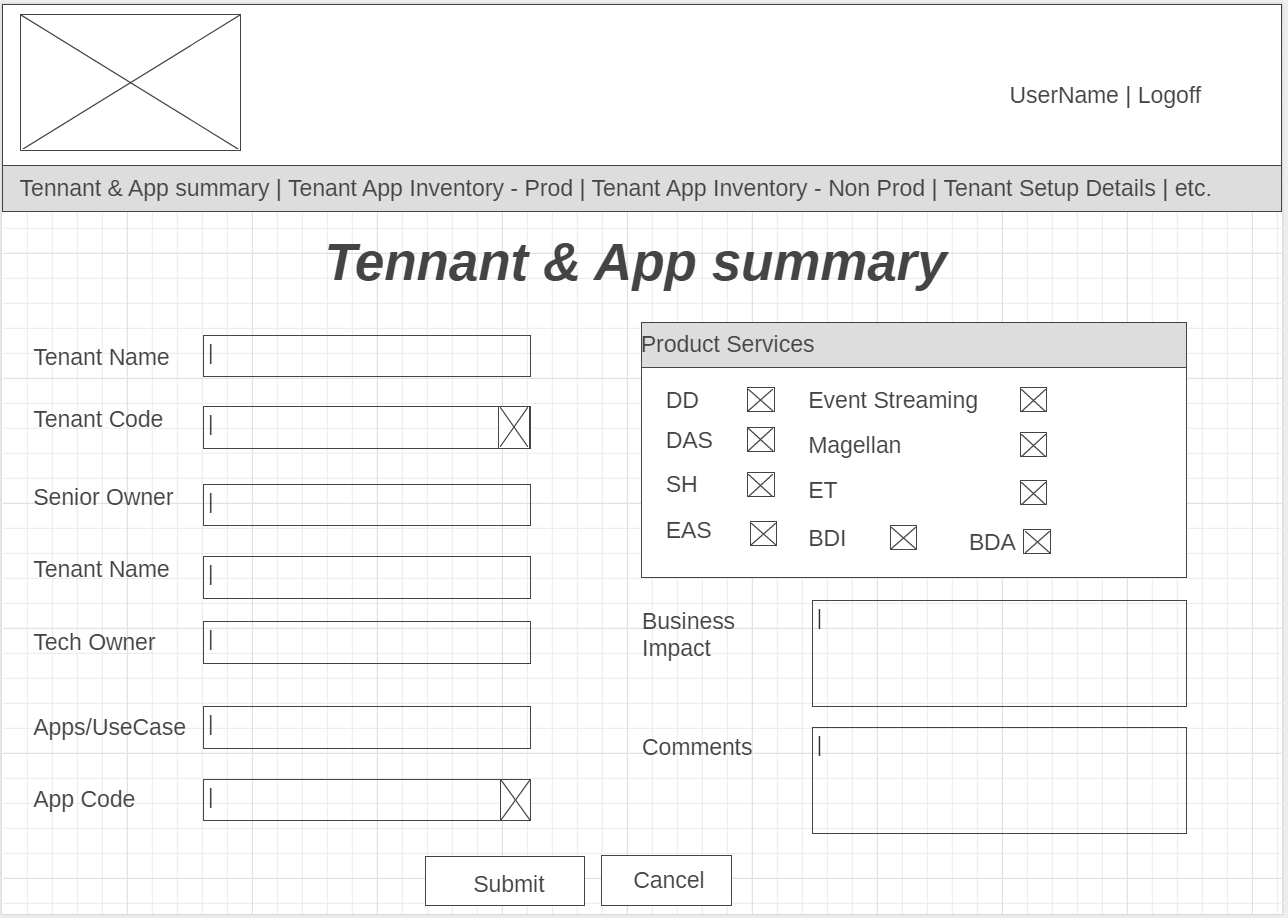 UserName | Logoff
Tennant & App summary | Tenant App Inventory - Prod | Tenant App Inventory - Non Prod | Tenant Setup Details | etc.
Tennant & App summary
Tenant Name
Tenant Code
Senior Owner
Tenant Name
Tech Owner
Apps/UseCase
App Code
Product Services
DD
Event Streaming
DAS
Magellan
SH
ET
EAS
BDI
BDA
Business
Impact
Comments
Submit
Cancel